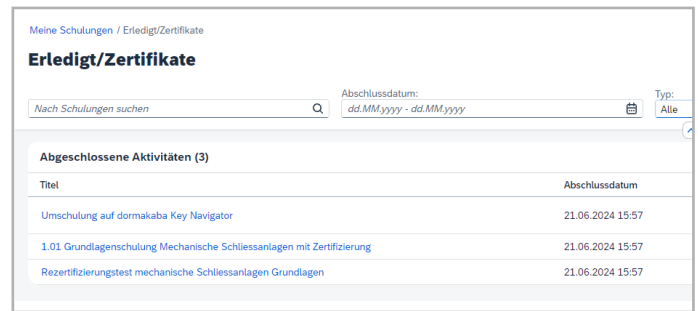 Meine Schulungen / Erledigt/Zertifikate
Erledigt/Zertifikate
Abschlussdatum: Typ:
Nach Schulungen suchen dd.MM.yyyy - dd.MM.yyyy Alle
Abgeschlossene Aktivitäten (3)
Titel Abschlussdatum
Umschulung auf dormakaba Key Navigator 21.06.2024 15:57
1.01 Grundlagenschulung Mechanische Schliessanlagen mit Zertifizierung 21.06.2024 15:57
Rezertifizierungstest mechanische Schliessanlagen Grundlagen 21.06.2024 15:57